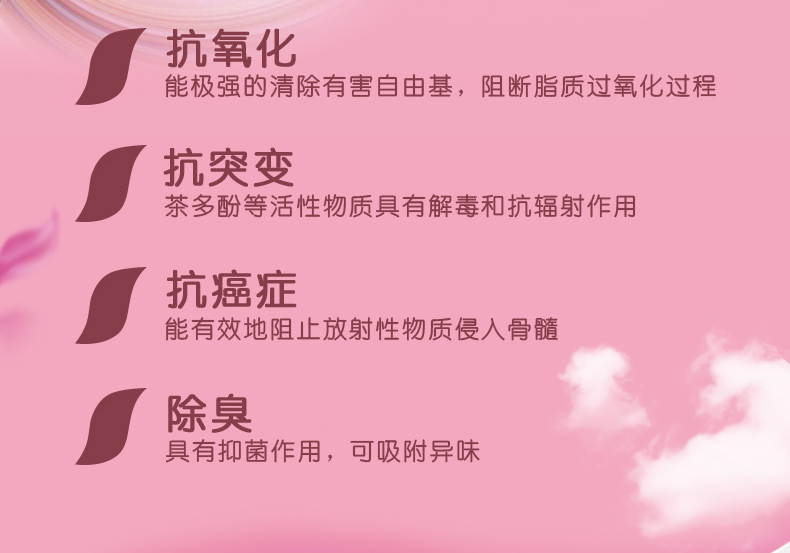 抗氧化
能极强的清除有害自由基，阻断脂质过氧化过程
抗突变
茶多酚等活性物质具有解毒和抗辐射作用
抗癌症
能有效地阻止放射性物质侵入骨髓
除臭
具有抑菌作用，可吸附异味